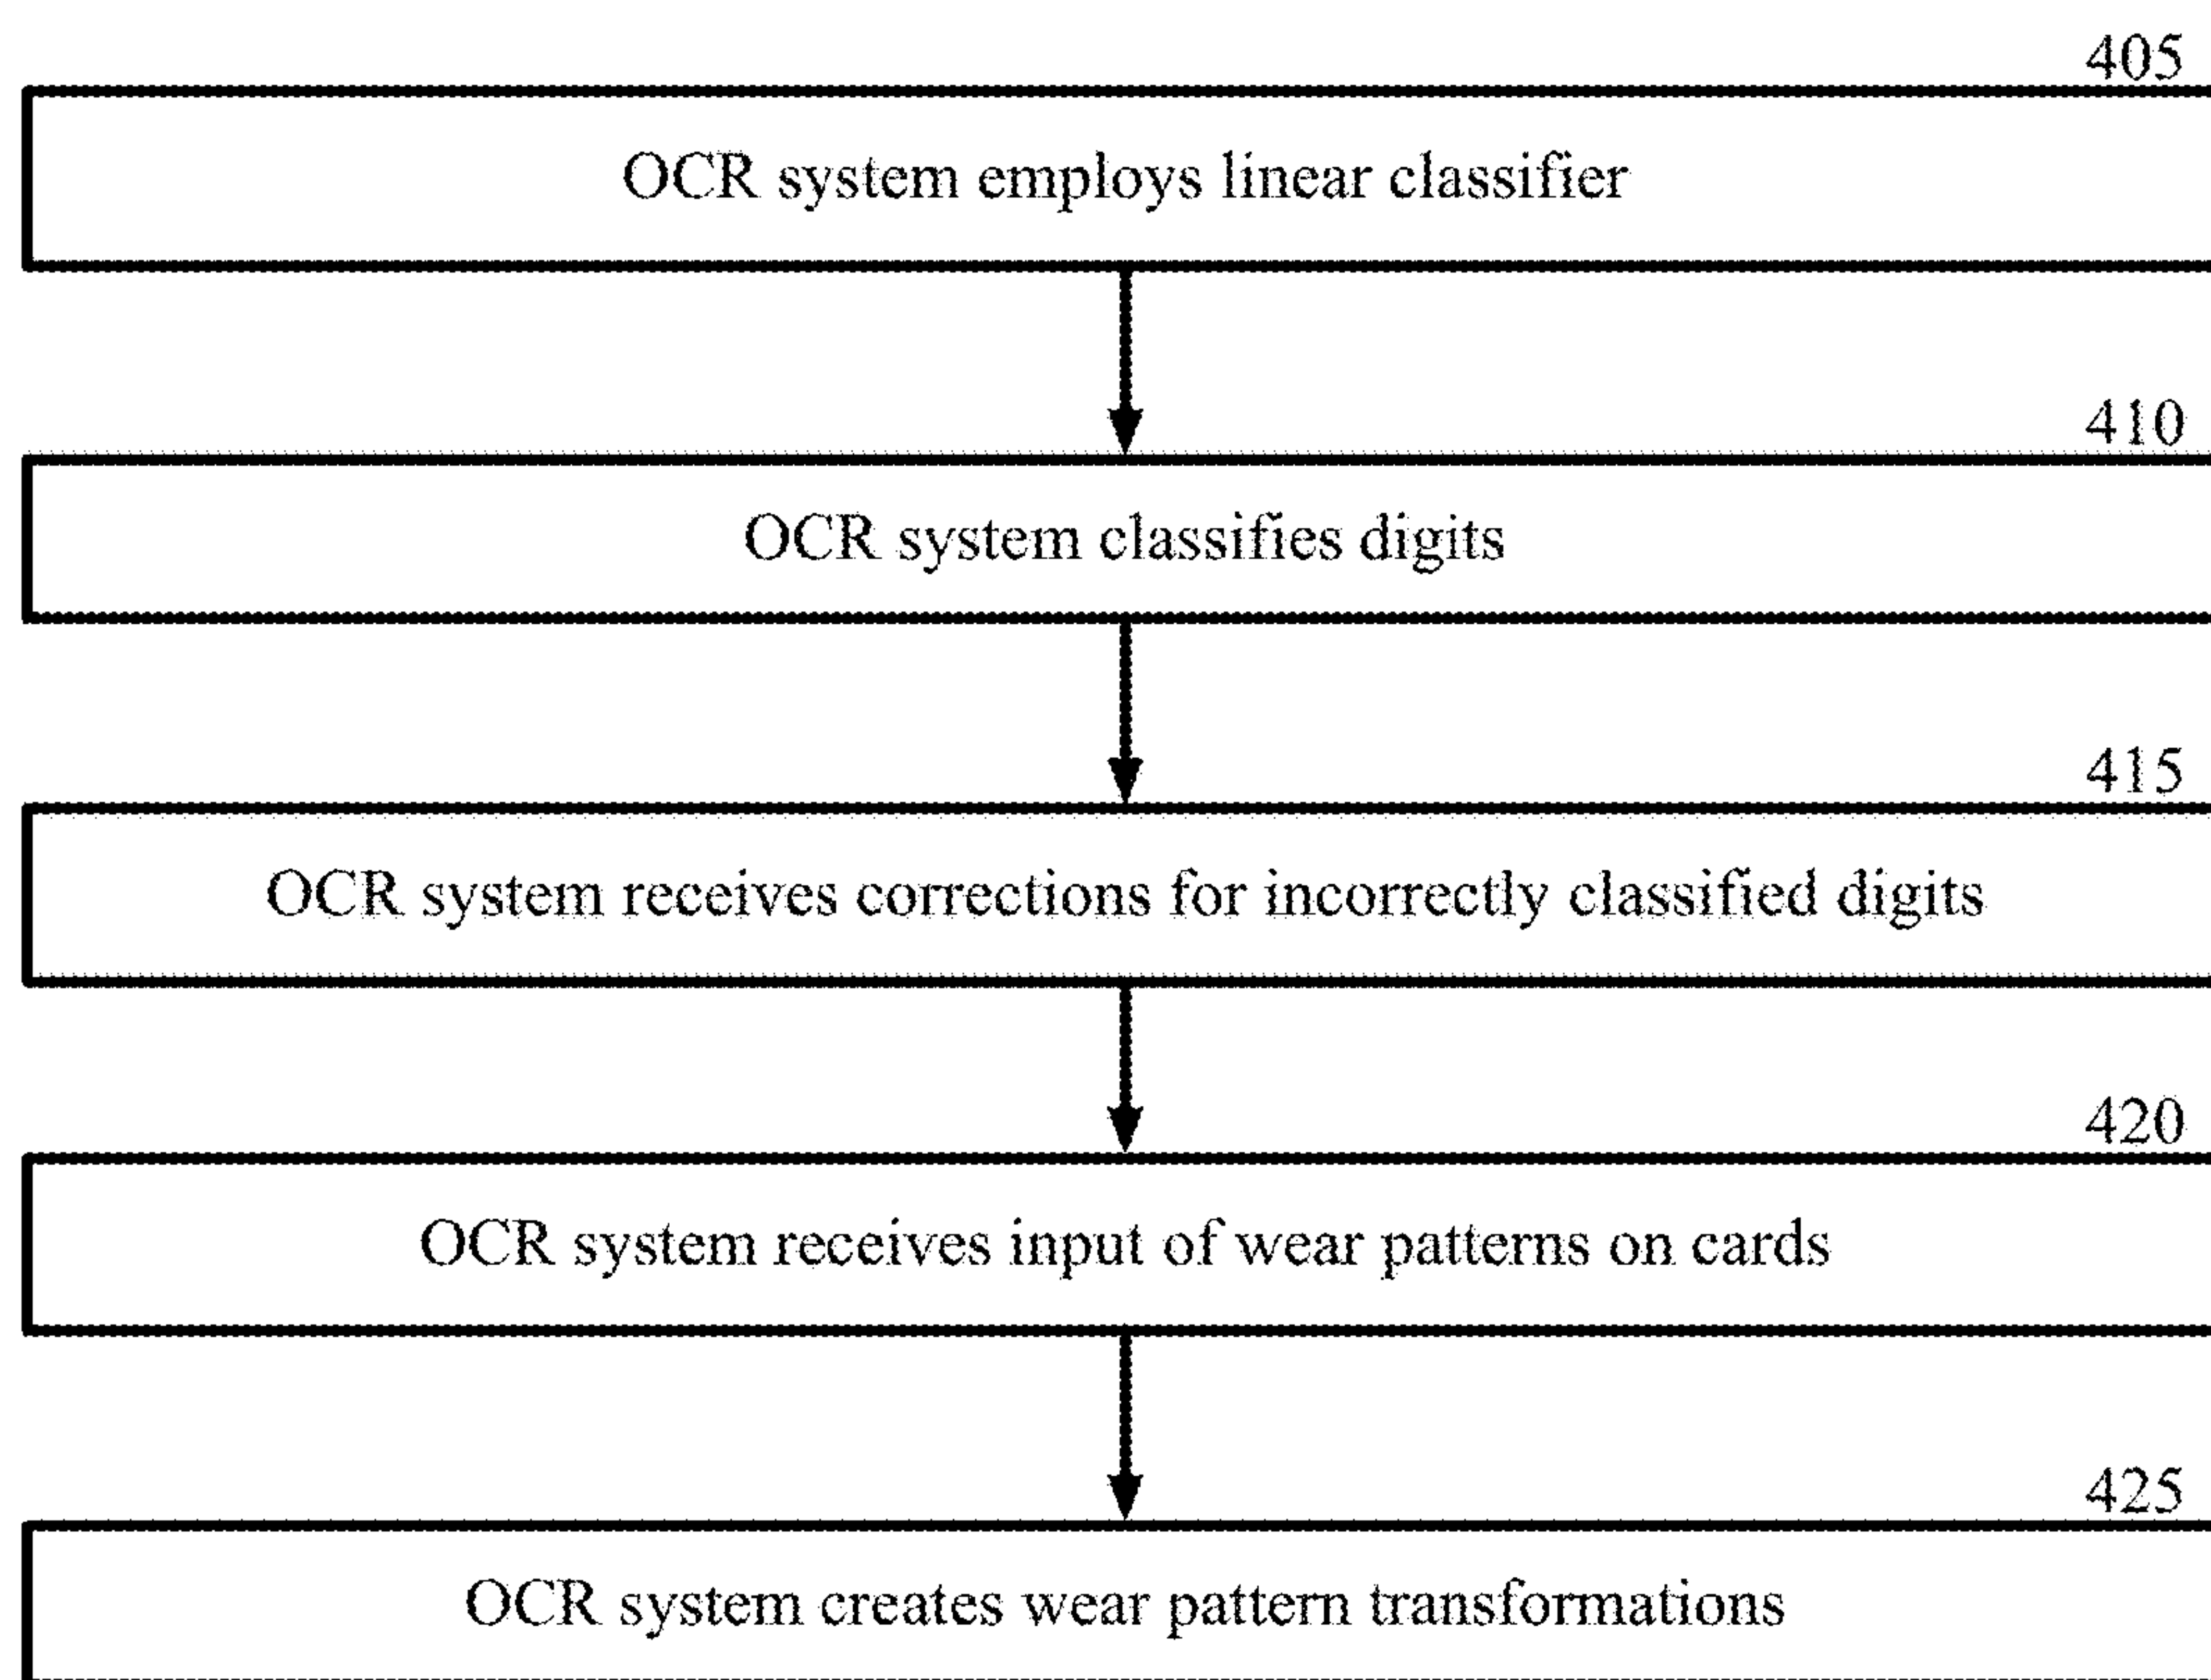 405
OCR system employs linear classifier
410
OCR system classifies digits
415
OCR system receives corrections for incorrectly classified digits
420
OCR system receives input of wear patterns on cards
425
OCR system creates wear pattern transformations